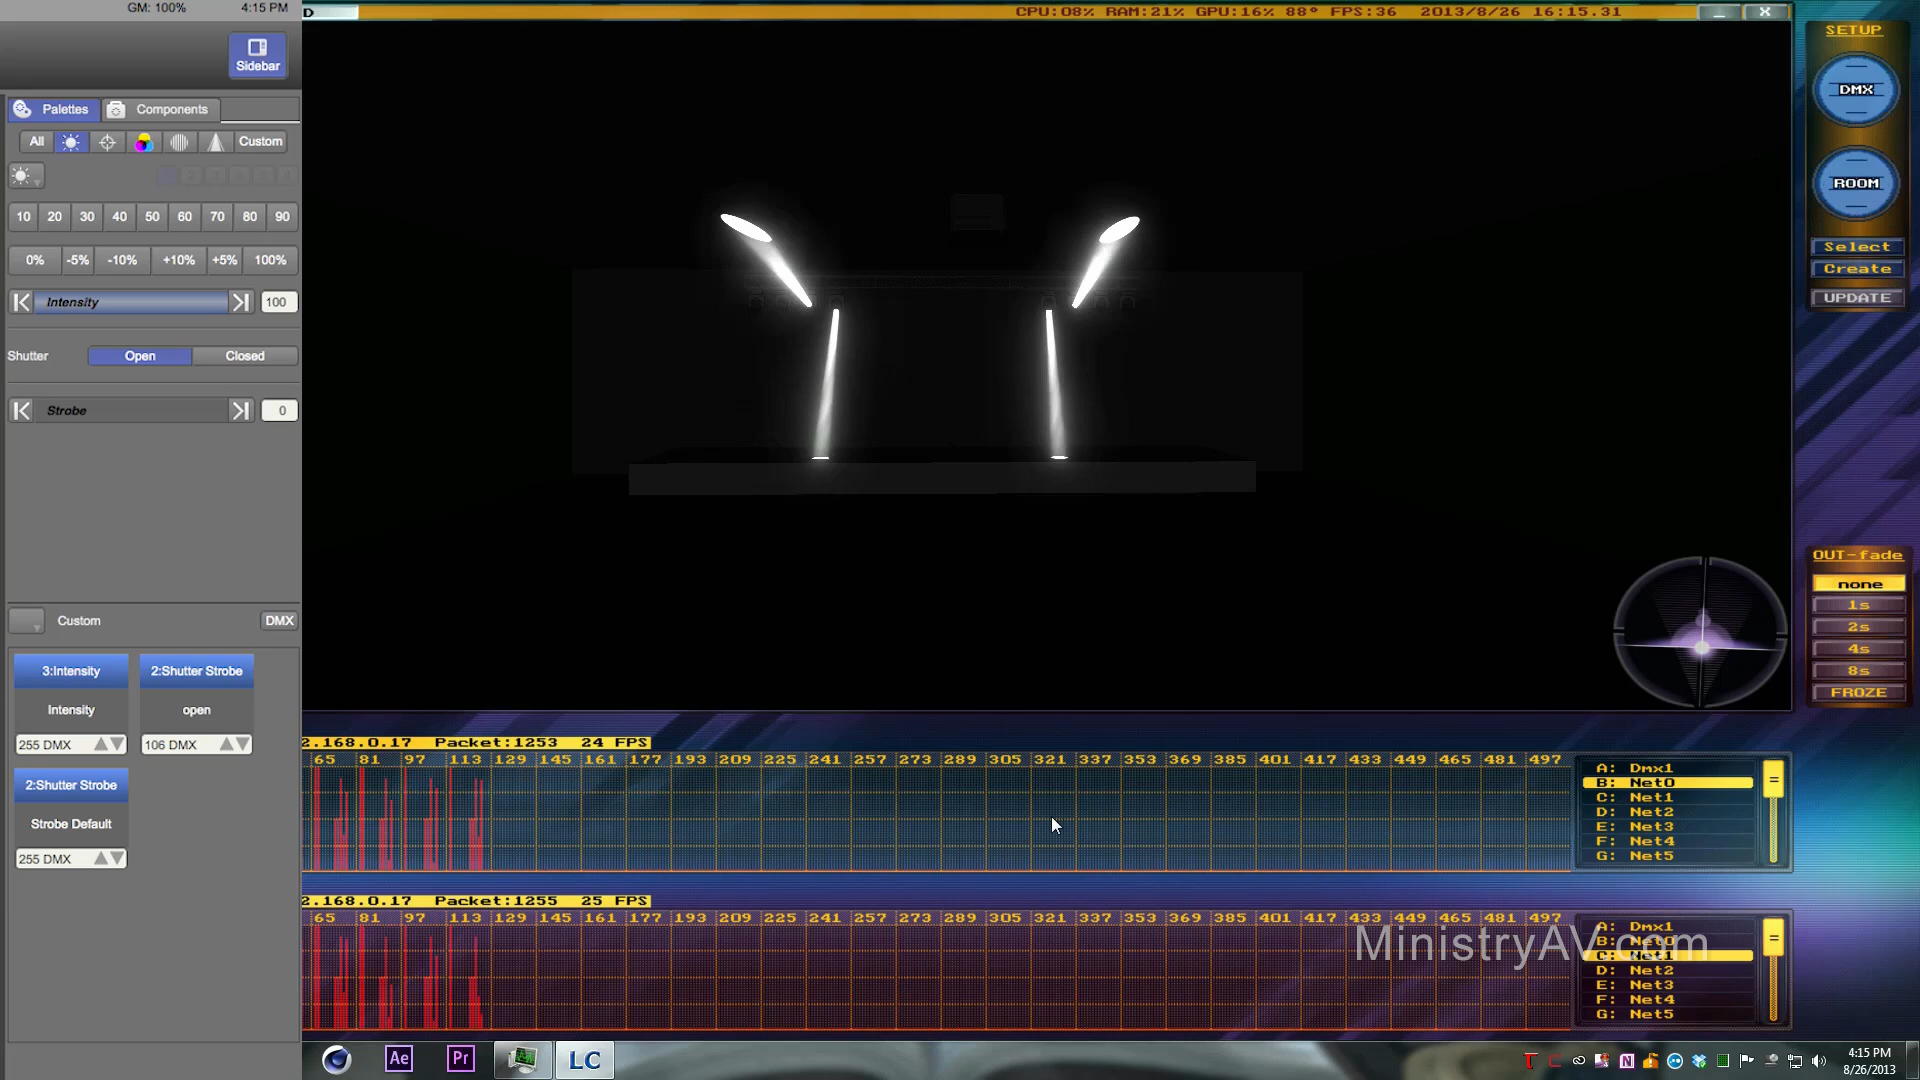 GM: 100% 4:15 PM
D
CPU:08% RAM:21% GPU:16% 88° FPS:36 2013/8/26 16:15.31
Sidebar
Palettes Components
All Custom
1 2 3 4 5
10 20 30 40 50 60 70 80 90
0% -5% -10% +10% +5% 100%
Intensity 100
Shutter Open Closed
Strobe 0
Custom DMX
3:Intensity 2:Shutter Strobe
Intensity open
255 DMX 106 DMX
2:Shutter Strobe
Strobe Default
255 DMX
SETUP
DMX
ROOM
Select
Create
UPDATE
OUT-fade
none
1s
2s
4s
8s
FROZE
2.168.0.17 Packet:1253 24 FPS
65 81 97 113 129 145 161 177 193 209 225 241 257 273 289 305 321 337 353 369 385 401 417 433 449 465 481 497
A: Dmx1
B: Net0
C: Net1
D: Net2
E: Net3
F: Net4
G: Net5
2.168.0.17 Packet:1255 25 FPS
65 81 97 113 129 145 161 177 193 209 225 241 257 273 289 305 321 337 353 369 385 401 417 433 449 465 481 497
A: Dmx1
B: Net0
C: Net1
D: Net2
E: Net3
F: Net4
G: Net5
MinistryAV.com
Ae Pr LC
N
4:15 PM
8/26/2013